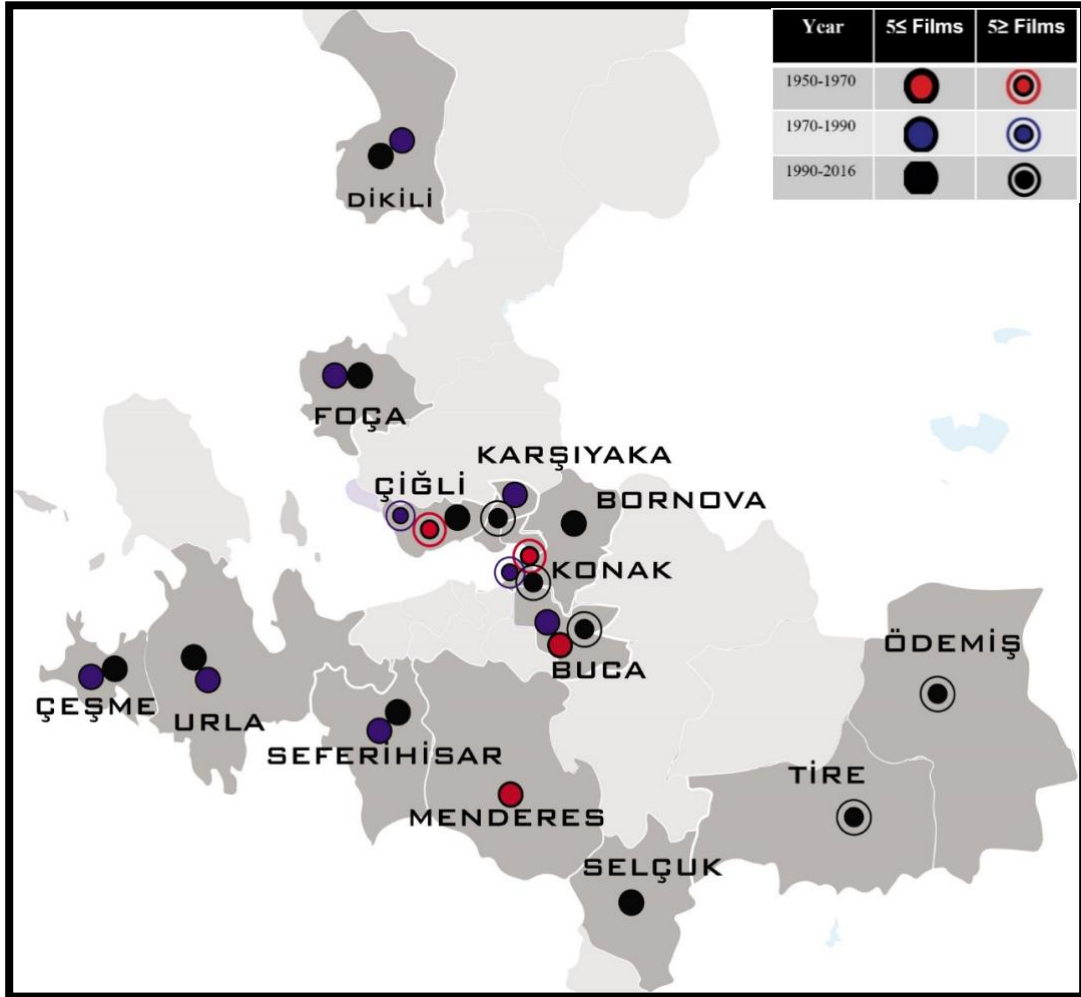 Year 5≤ Films 5≥ Films
1950-1970
1970-1990
1990-2016
DİKİLİ
FOÇA
KARŞIYAKA
ÇİĞLİ
BORNOVA
KONAK
BUCA
ÖDEMİŞ
ÇEŞME
URLA
SEFERİHİSAR
TİRE
MENDERES
SELÇUK